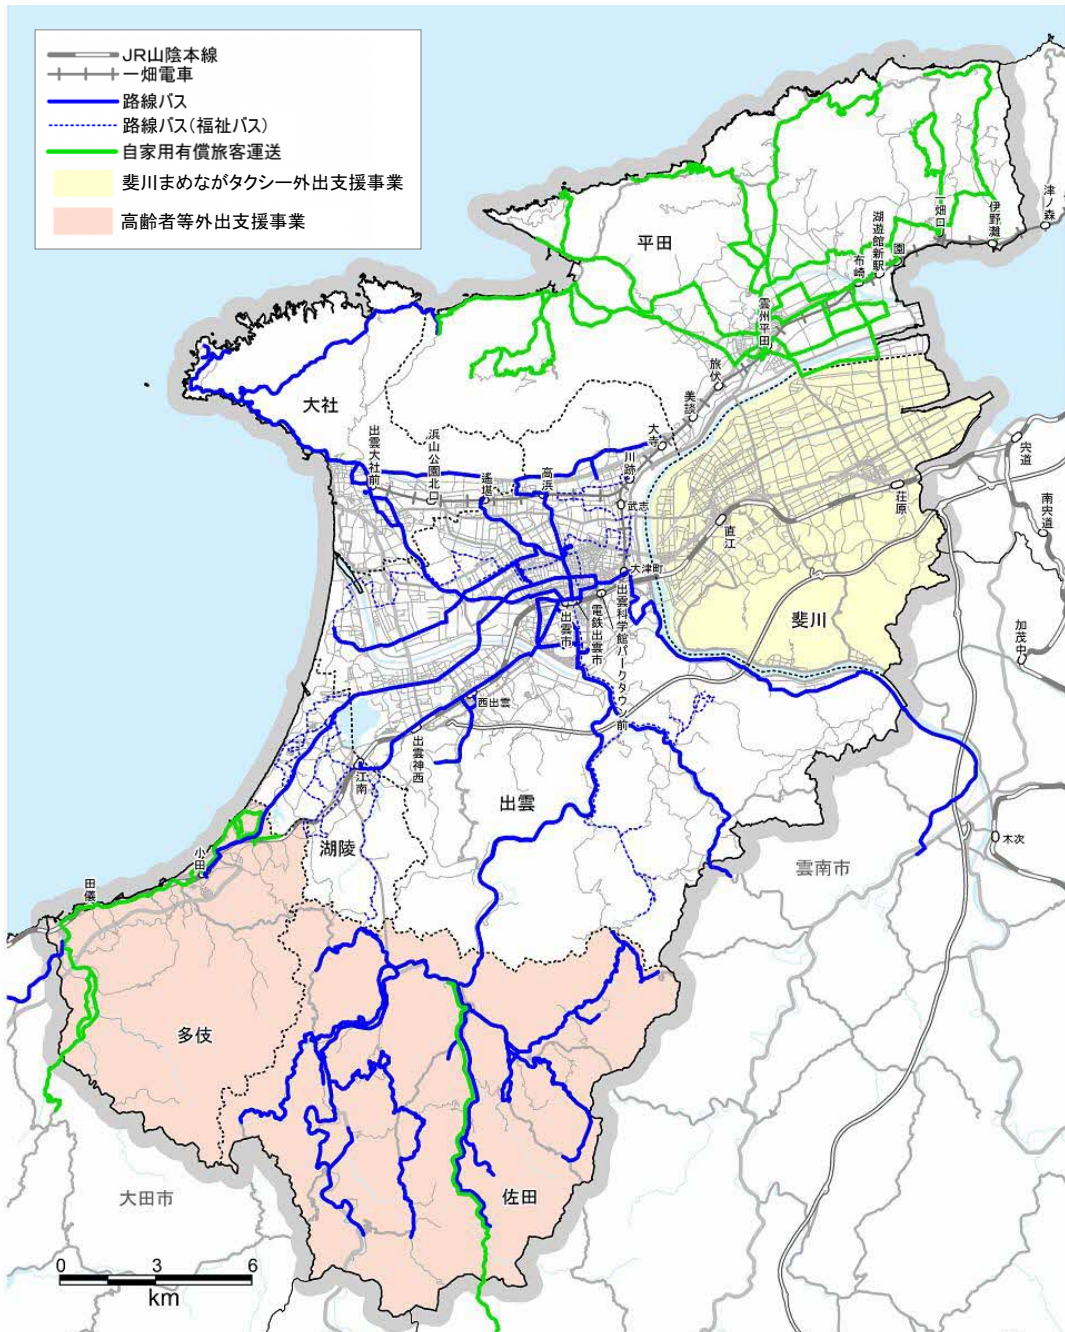 JR山陰本線
一畑電車
路線バス
路線バス(福祉バス)
自家用有償旅客運送
斐川まめながタクシー外出支援事業
高齢者等外出支援事業
津ノ森
伊野灘
一畑口
園
湖遊館新駅
布崎
平田
雲州平田
旅伏
美談
大寺
川跡
大社
出雲大社前
浜山公園北口
遙堪
高浜
武志
大津町
直江
荘原
宍道
南宍道
加茂中
木次
斐川
出雲科学館パークタウン前
電鉄出雲市
出雲市
西出雲
出雲神西
江南
出雲
湖陵
小田
田儀
雲南市
多伎
佐田
大田市
0 3 6
km